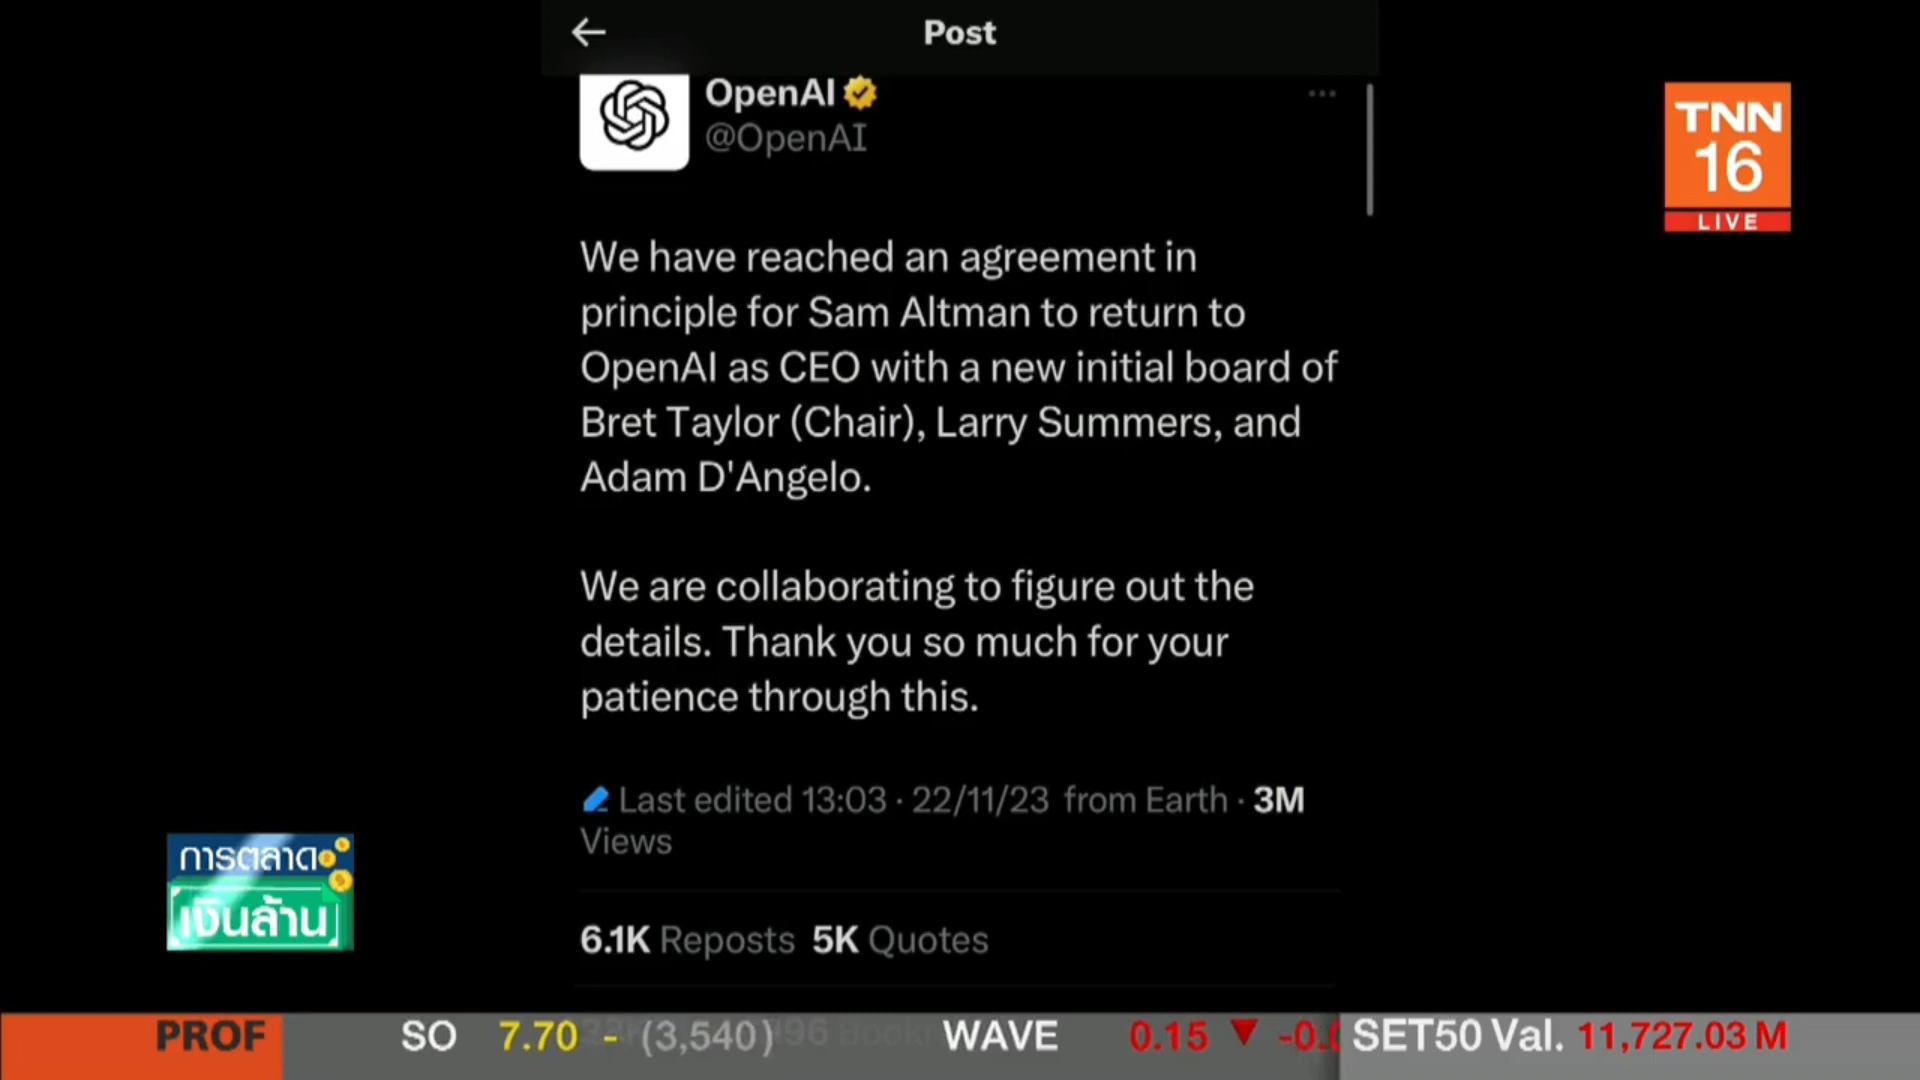 Post
OpenAI
@OpenAI
TNN
16
LIVE
We have reached an agreement in
principle for Sam Altman to return to
OpenAI as CEO with a new initial board of
Bret Taylor (Chair), Larry Summers, and
Adam D'Angelo.
We are collaborating to figure out the
details. Thank you so much for your
patience through this.
Last edited 13:03 · 22/11/23 from Earth · 3M
Views
การตลาด
เงินล้าน
6.1K Reposts 5K Quotes
PROF SO 7.70 - (3,540) WAVE 0.15 ▼ SET50 Val. 11,727.03 M